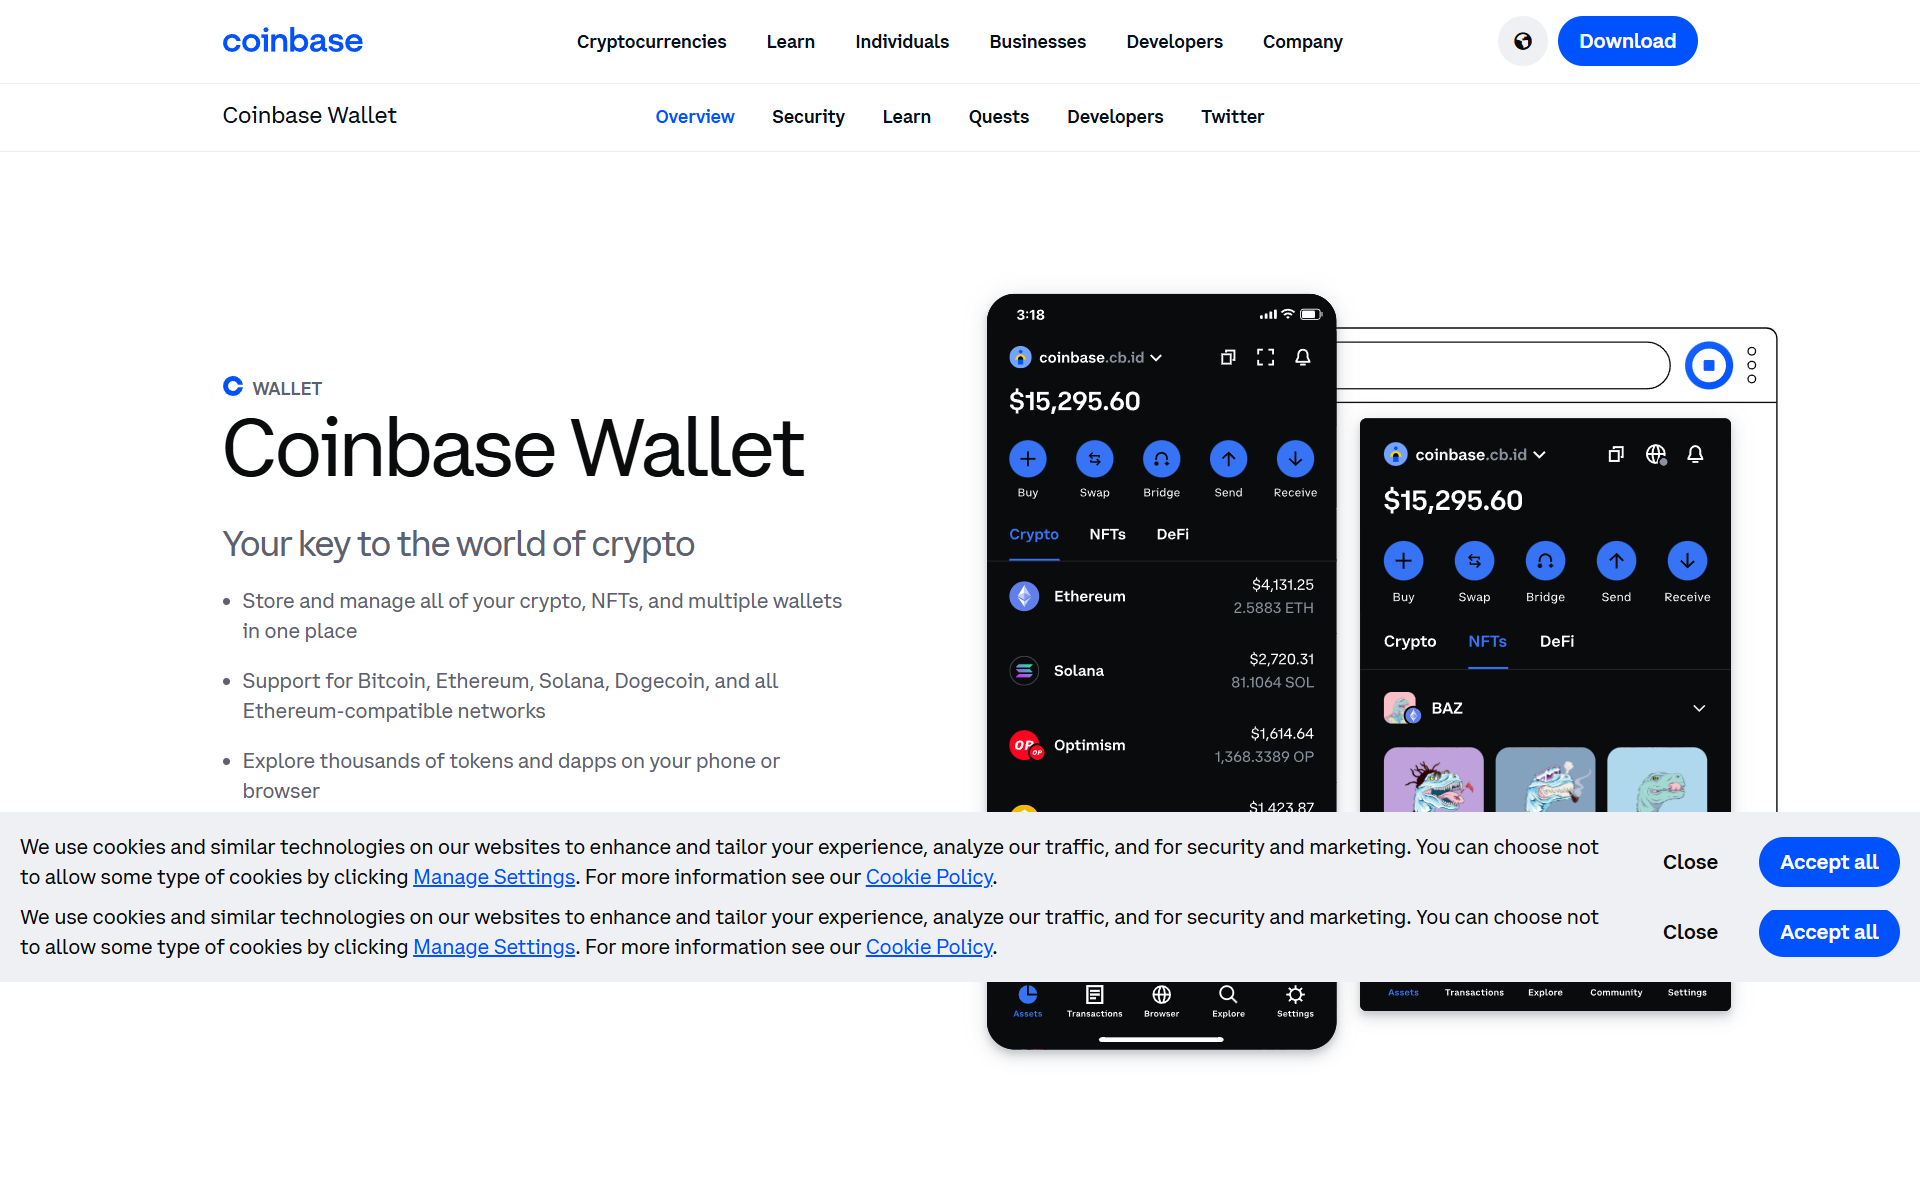 coinbase
Cryptocurrencies
Learn
Individuals
Businesses
Developers
Company
Download
Coinbase Wallet
Overview
Security
Learn
Quests
Developers
Twitter
WALLET
Coinbase Wallet
Your key to the world of crypto
Store and manage all of your crypto, NFTs, and multiple wallets
in one place
Support for Bitcoin, Ethereum, Solana, Dogecoin, and all
Ethereum-compatible networks
Explore thousands of tokens and dapps on your phone or
browser
3:18
coinbase.cb.id
$15,295.60
Buy
Swap
Bridge
Send
Receive
Crypto
NFTs
DeFi
Ethereum
$4,131.25
2.5883 ETH
Solana
$2,720.31
81.1064 SOL
OP
OP
Optimism
$1,614.64
1,368.3389 OP
$1,423.87
Assets
Transactions
Browser
Explore
Settings
coinbase.cb.id
$15,295.60
Buy
Swap
Bridge
Send
Receive
Crypto
NFTs
DeFi
BAZ
Assets
Transactions
Explore
Community
Settings
We use cookies and similar technologies on our websites to enhance and tailor your experience, analyze our traffic, and for security and marketing. You can choose not
to allow some type of cookies by clicking Manage Settings. For more information see our Cookie Policy.
Close
Accept all
We use cookies and similar technologies on our websites to enhance and tailor your experience, analyze our traffic, and for security and marketing. You can choose not
to allow some type of cookies by clicking Manage Settings. For more information see our Cookie Policy.
Close
Accept all